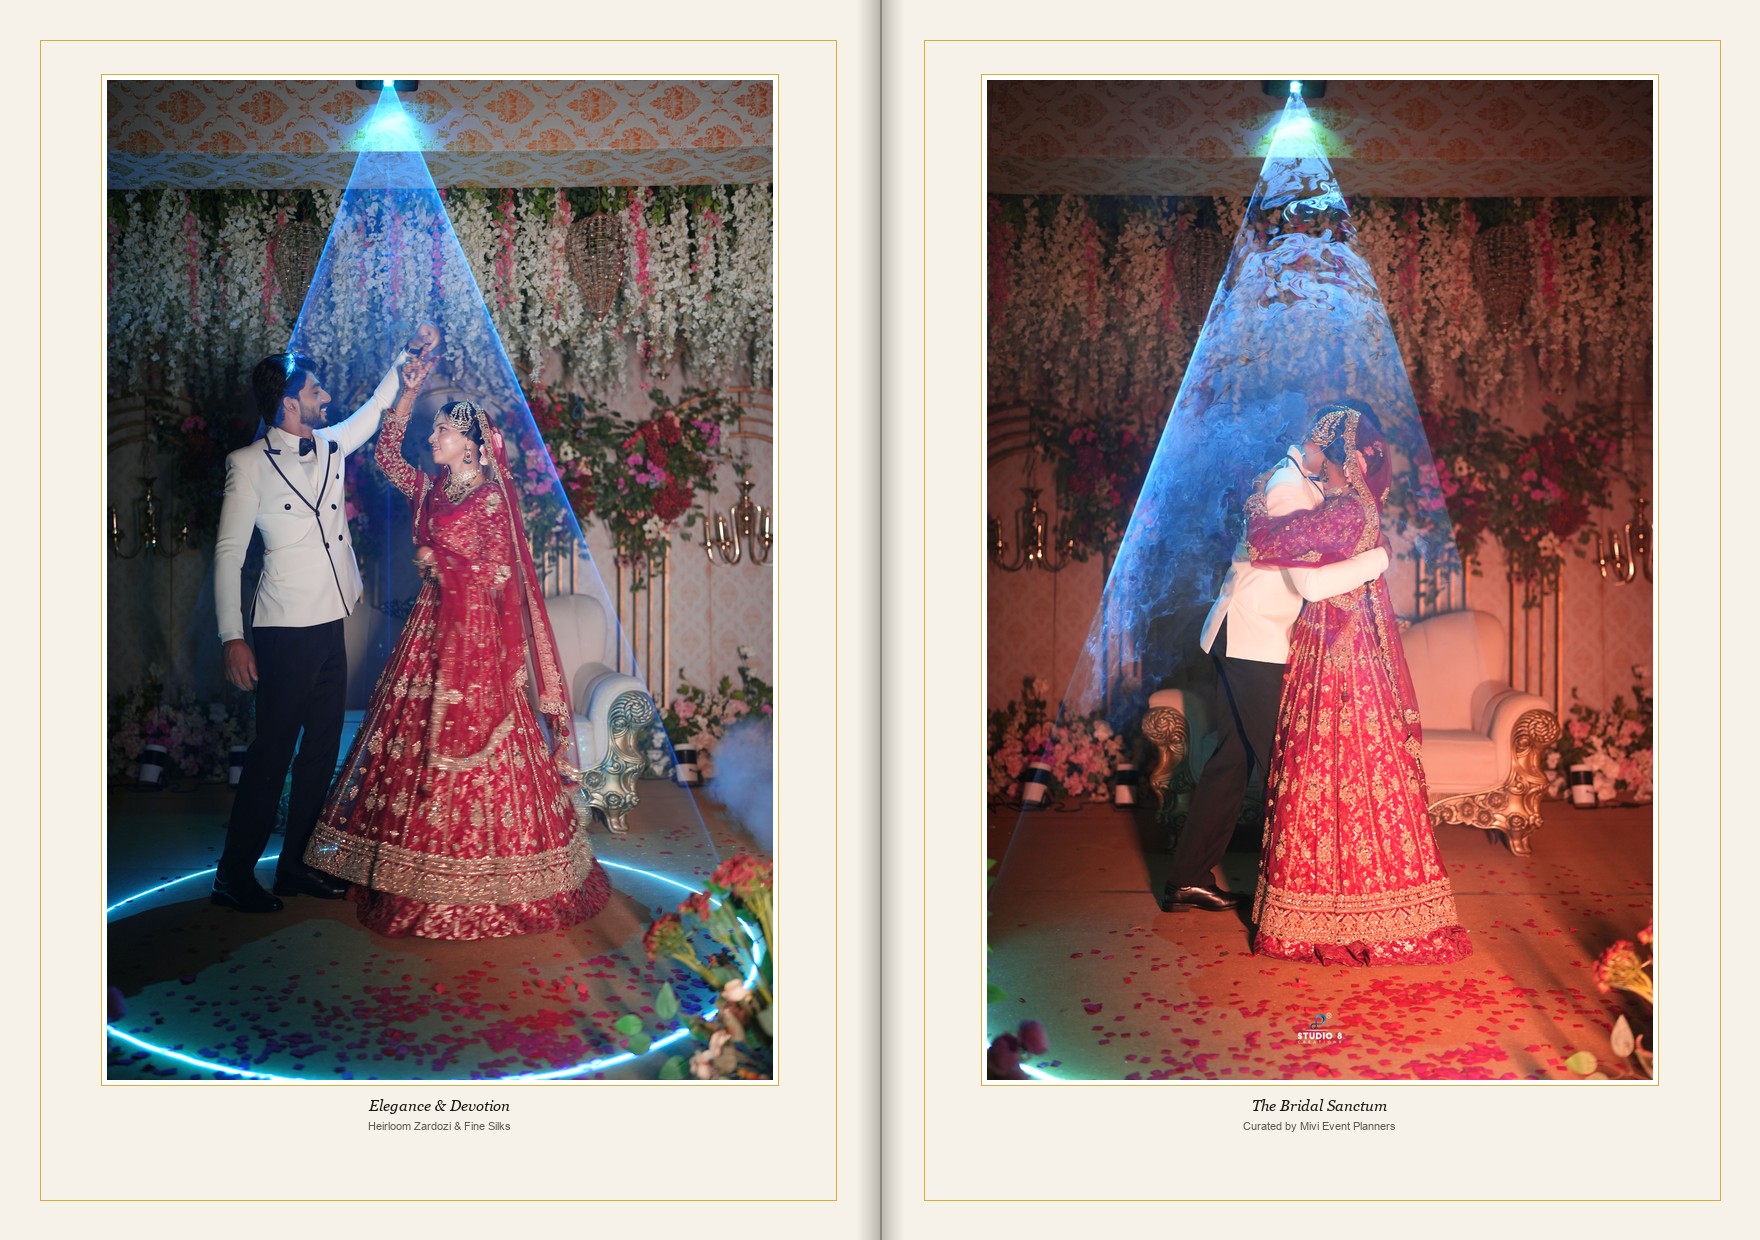 Elegance & Devotion
Heirloom Zardozi & Fine Silks
STUDIO 8
The Bridal Sanctum
Curated by Mivi Event Planners